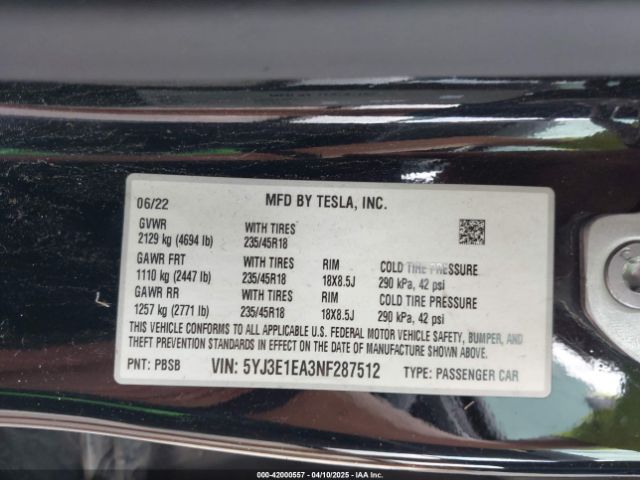 06/22 MFD BY TESLA, INC.
GVWR WITH TIRES
2129 kg (4694 lb) 235/45R18
GAWR FRT WITH TIRES RIM COLD TIRE PRESSURE
1110 kg (2447 lb) 235/45R18 18X8.5J 290 kPa, 42 psi
GAWR RR WITH TIRES RIM COLD TIRE PRESSURE
1257 kg (2771 lb) 235/45R18 18X8.5J 290 kPa, 42 psi
THIS VEHICLE CONFORMS TO ALL APPLICABLE U.S. FEDERAL MOTOR VEHICLE SAFETY, BUMPER, AND
THEFT PREVENTION STANDARDS IN EFFECT ON THE DATE OF MANUFACTURE SHOWN ABOVE.
PNT: PBSB VIN: 5YJ3E1EA3NF287512 TYPE: PASSENGER CAR
000-42000557 - 04/10/2025 - IAA Inc.